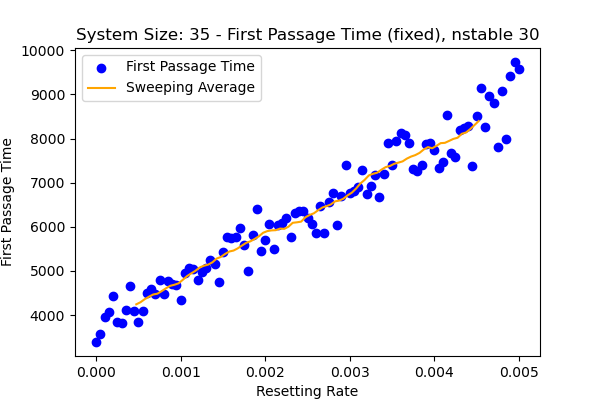 System Size: 35 - First Passage Time (fixed), nstable 30
First Passage Time
Sweeping Average
10000
9000
8000
7000
6000
5000
4000
First Passage Time
0.000
0.001
0.002
0.003
0.004
0.005
Resetting Rate